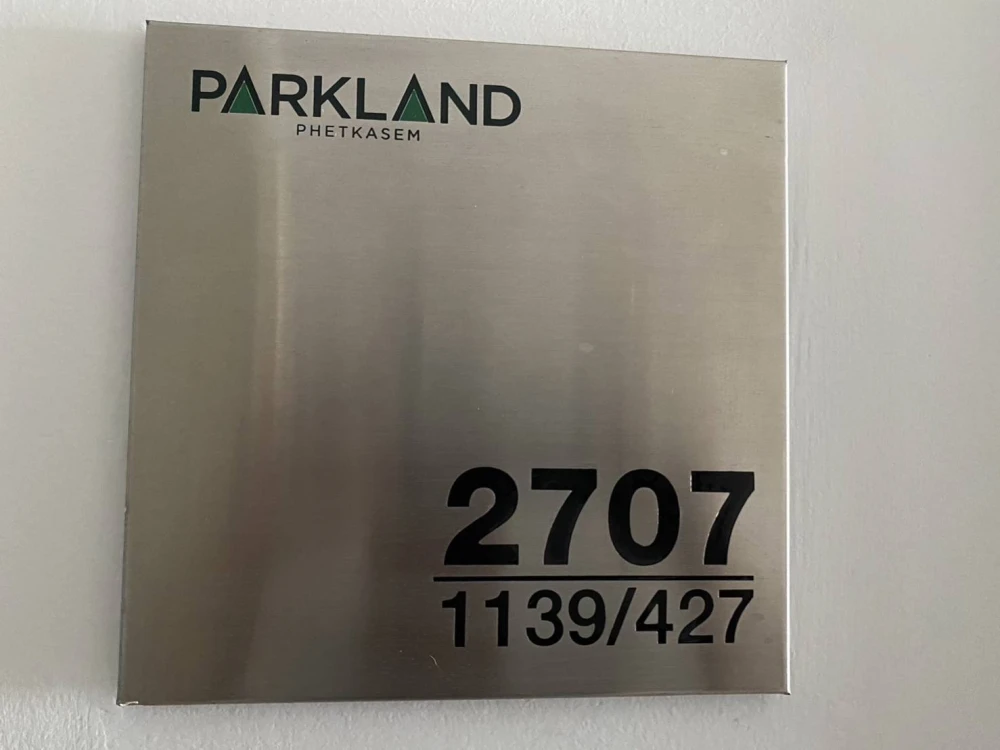 PARKLAND
PHETKASEM
2707
1139/427